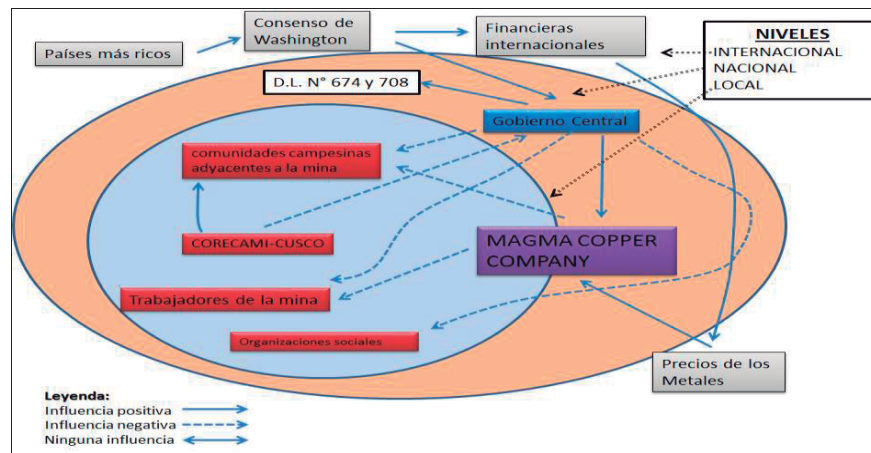 Consenso de
Washington
Financieras
internacionales
Países más ricos
NIVELES
INTERNACIONAL
NACIONAL
LOCAL
D.L. N° 674 y 708
Gobierno Central
comunidades campesinas
adyacentes a la mina
CORECAMI-CUSCO
MAGMA COPPER
COMPANY
Trabajadores de la mina
Organizaciones sociales
Precios de los
Metales
Leyenda:
Influencia positiva
Influencia negativa
Ninguna influencia